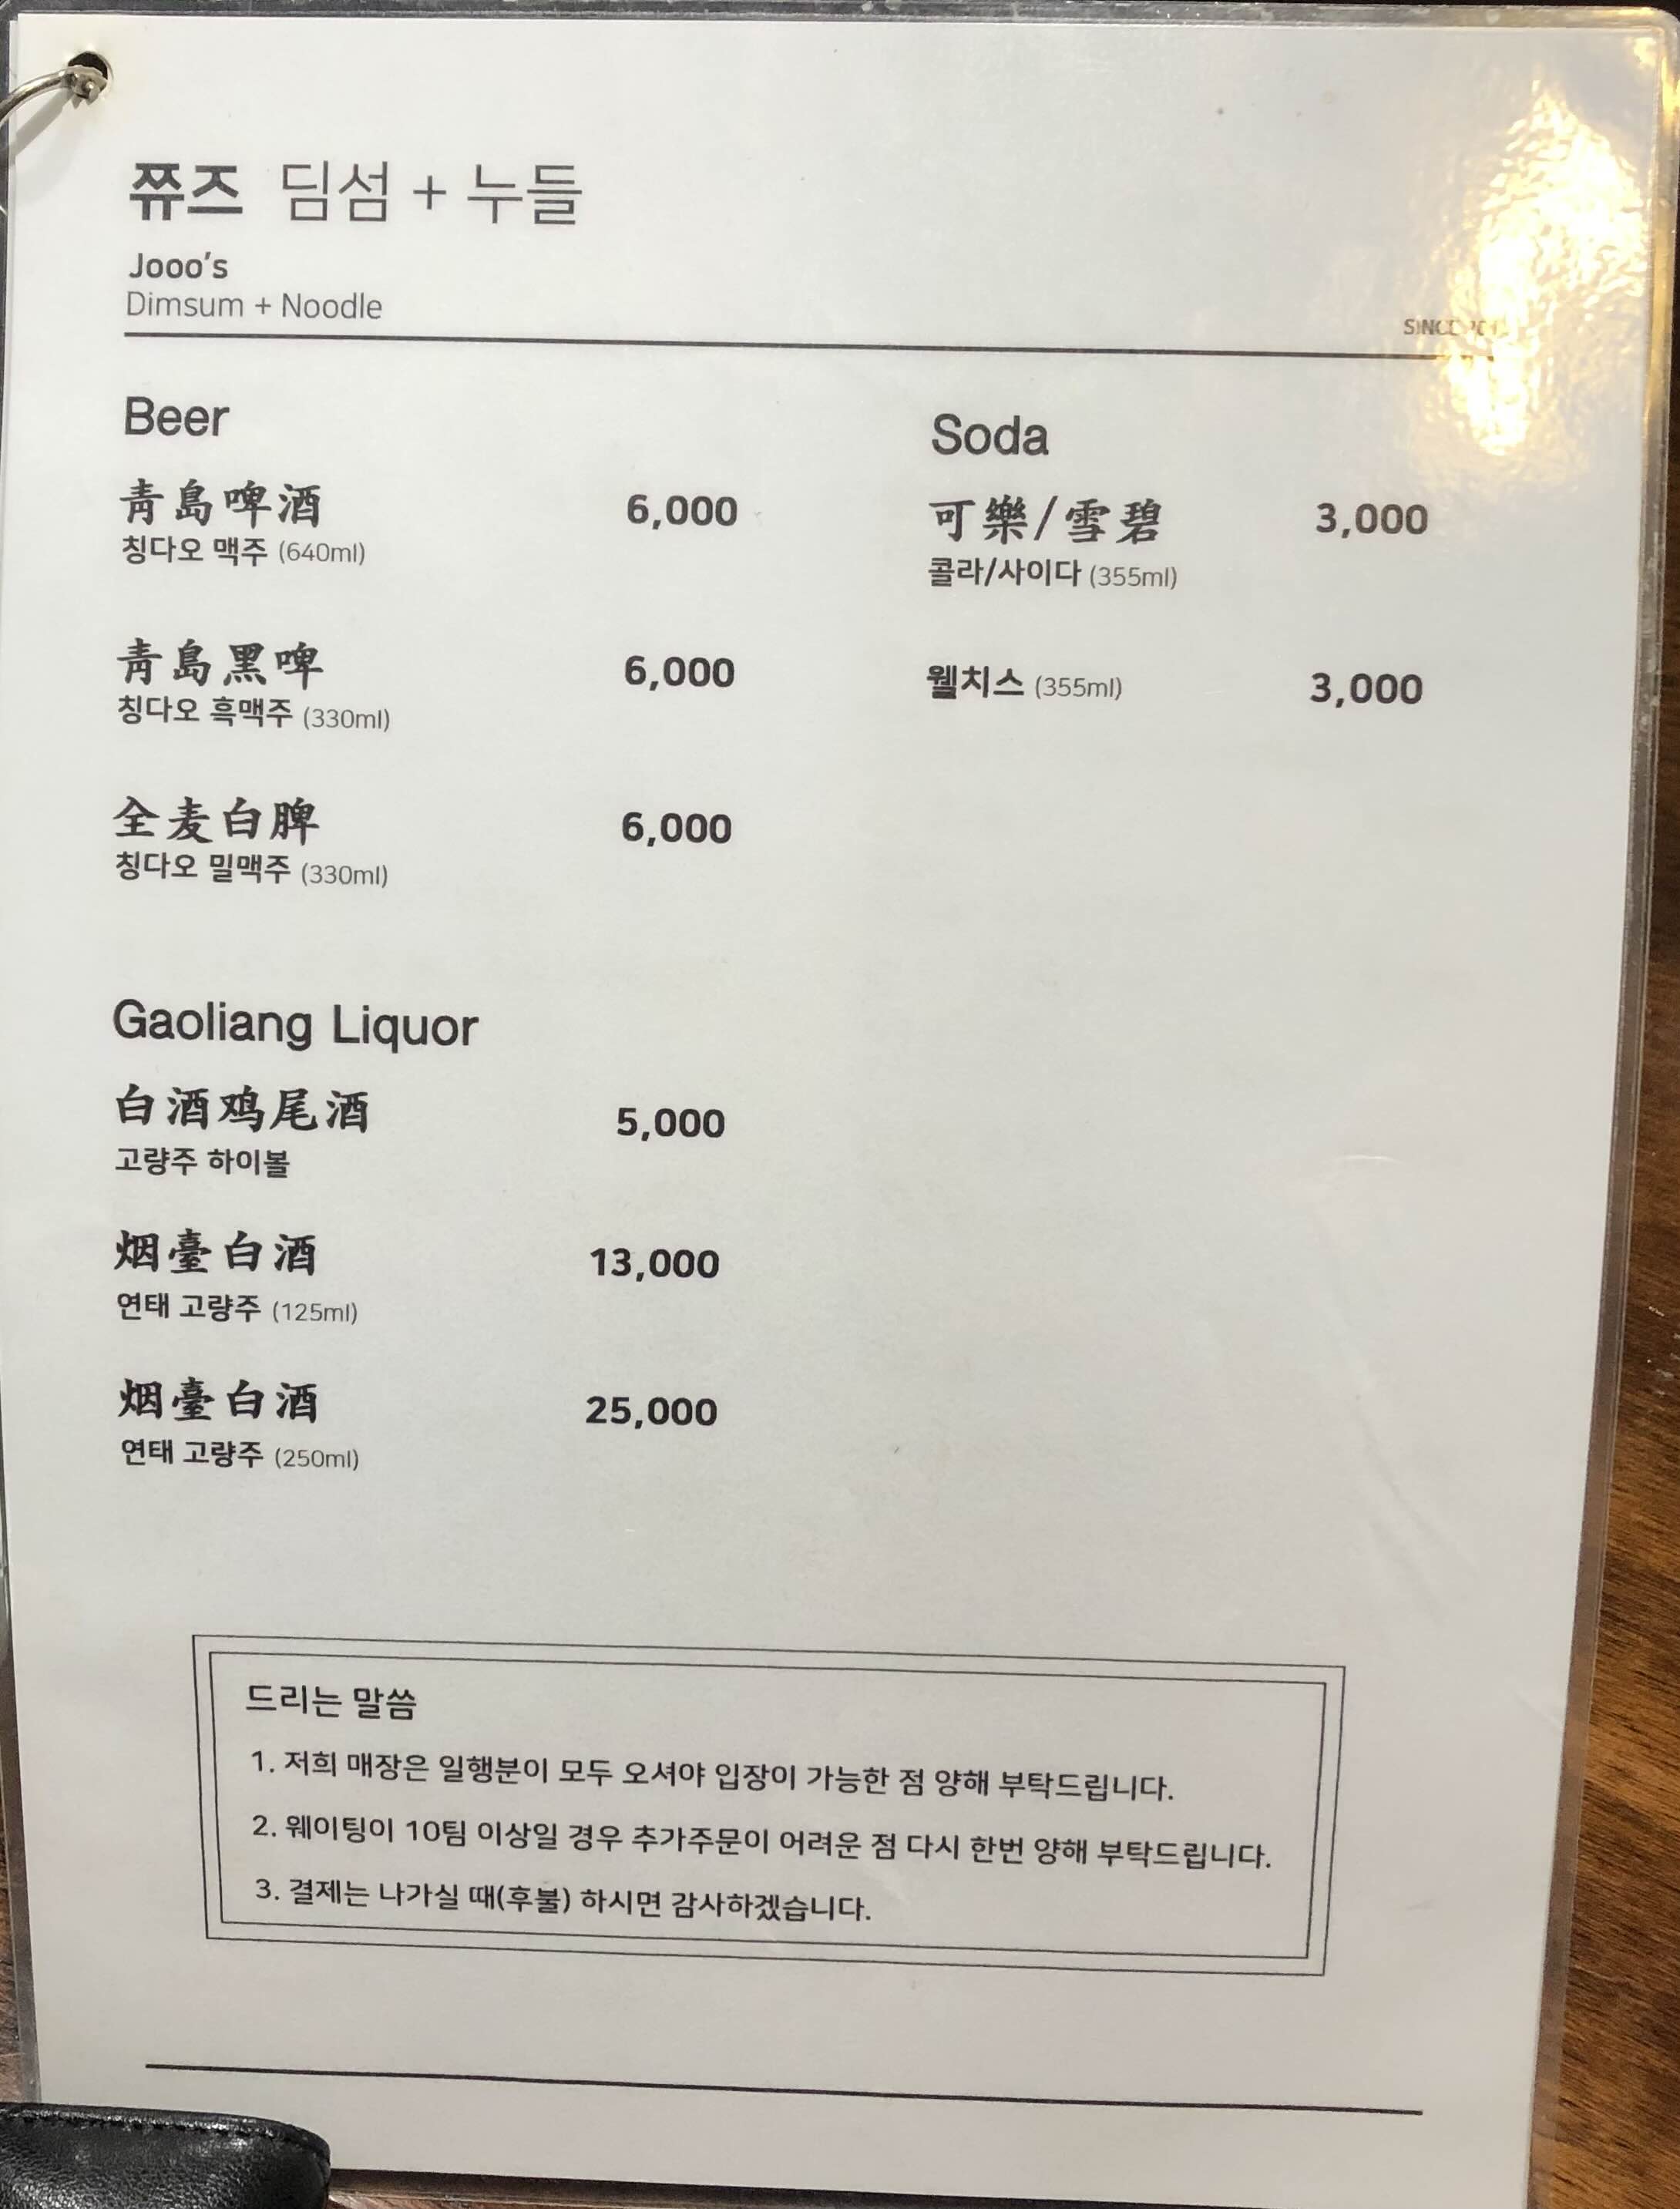 쮸즈 딤섬 + 누들
Jooo's
Dimsum + Noodle
SINCE
Beer
青島啤酒 6,000
칭다오 맥주 (640ml)
青島黑啤 6,000
칭다오 흑맥주 (330ml)
全麦白脾 6,000
칭다오 밀맥주 (330ml)
Gaoliang Liquor
白酒鸡尾酒 5,000
고량주 하이볼
烟臺白酒 13,000
연태 고량주 (125ml)
烟臺白酒 25,000
연태 고량주 (250ml)
Soda
可樂/雪碧 3,000
콜라/사이다 (355ml)
웰치스 (355ml) 3,000
드리는 말씀
1. 저희 매장은 일행분이 모두 오셔야 입장이 가능한 점 양해 부탁드립니다.
2. 웨이팅이 10팀 이상일 경우 추가주문이 어려운 점 다시 한번 양해 부탁드립니다.
3. 결제는 나가실 때(후불) 하시면 감사하겠습니다.